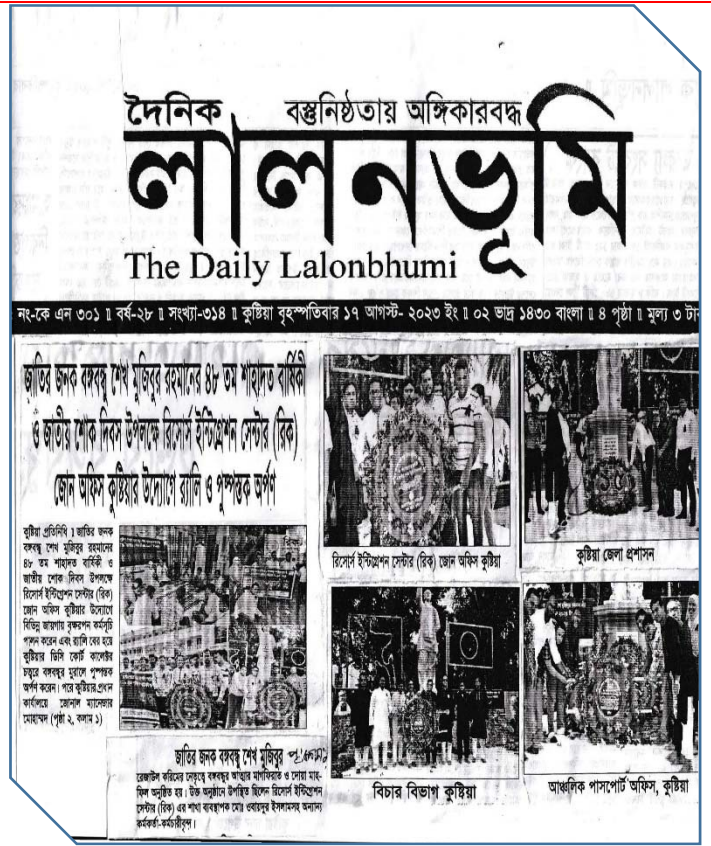 দৈনিক বস্তুনিষ্ঠতায় অঙ্গিকারবদ্ধ
লালনভূমি
The Daily Lalonbhumi
নং-কে এন ৩০১ ॥ বর্ষ-২৮ ॥ সংখ্যা-৩১৪ ॥ কুষ্টিয়া বৃহস্পতিবার ১৭ আগস্ট- ২০২৩ ইং ॥ ০২ ভাদ্র ১৪৩০ বাংলা ॥ ৪ পৃষ্ঠা ॥ মুল্য ৩ টা
জাতির জনক বঙ্গবন্ধু শেখ মুজিবুর রহমানের ৪৮ তম শাহাদত বার্ষিকী
ও জাতীয় শোক দিবস উপলক্ষে রিসোর্স ইন্টিগ্রেশন সেন্টার (রিক)
জোন অফিস কুষ্টিয়ার উদ্যোগে র‍্যালি ও পুষ্পস্তবক অর্পণ
কুষ্টিয়া প্রতিনিধি ॥ জাতির জনক
বঙ্গবন্ধু শেখ মুজিবুর রহমানের
৪৮ তম শাহাদত বার্ষিকী ও
জাতীয় শোক দিবস উপলক্ষে
রিসোর্স ইন্টিগ্রেশন সেন্টার (রিক)
জোন অফিস কুষ্টিয়ার উদ্যোগে
বিভিন্ন জায়গায় বৃক্ষরপন কর্মসূচি
পালন করেন এবং র‍্যালি বের হয়ে
কুষ্টিয়ার ডিসি কোর্ট কালেক্টর
চত্বরে বঙ্গবন্ধুর মুরালে পুষ্পস্তবক
অর্পণ করেন। পরে কুষ্টিয়ার প্রধান
কার্যালয়ে জোনাল ম্যানেজার
মোহাম্মদ (পৃষ্ঠা ২, কলাম ১)
জাতির জনক বঙ্গবন্ধু শেখ মুজিবুর
রেজাউল করিমের নেতৃত্বে বঙ্গবন্ধুর আত্মার মাগফিরাত ও দোয়া মাহ-
ফিল অনুষ্ঠিত হয়। উক্ত অনুষ্ঠানে উপস্থিত ছিলেন রিসোর্স ইন্টিগ্রেশন
সেন্টার (রিক) এর শাখা ব্যবস্থাপক মোঃ ওবায়দুর ইসলামসহ অন্যান্য
কর্মকর্তা-কর্মচারীবৃন্দ।
রিসোর্স ইন্টিগ্রেশন সেন্টার (রিক) জোন অফিস কুষ্টিয়া
কুষ্টিয়া জেলা প্রশাসন
বিচার বিভাগ কুষ্টিয়া
আঞ্চলিক পাসপোর্ট অফিস, কুষ্টিয়া